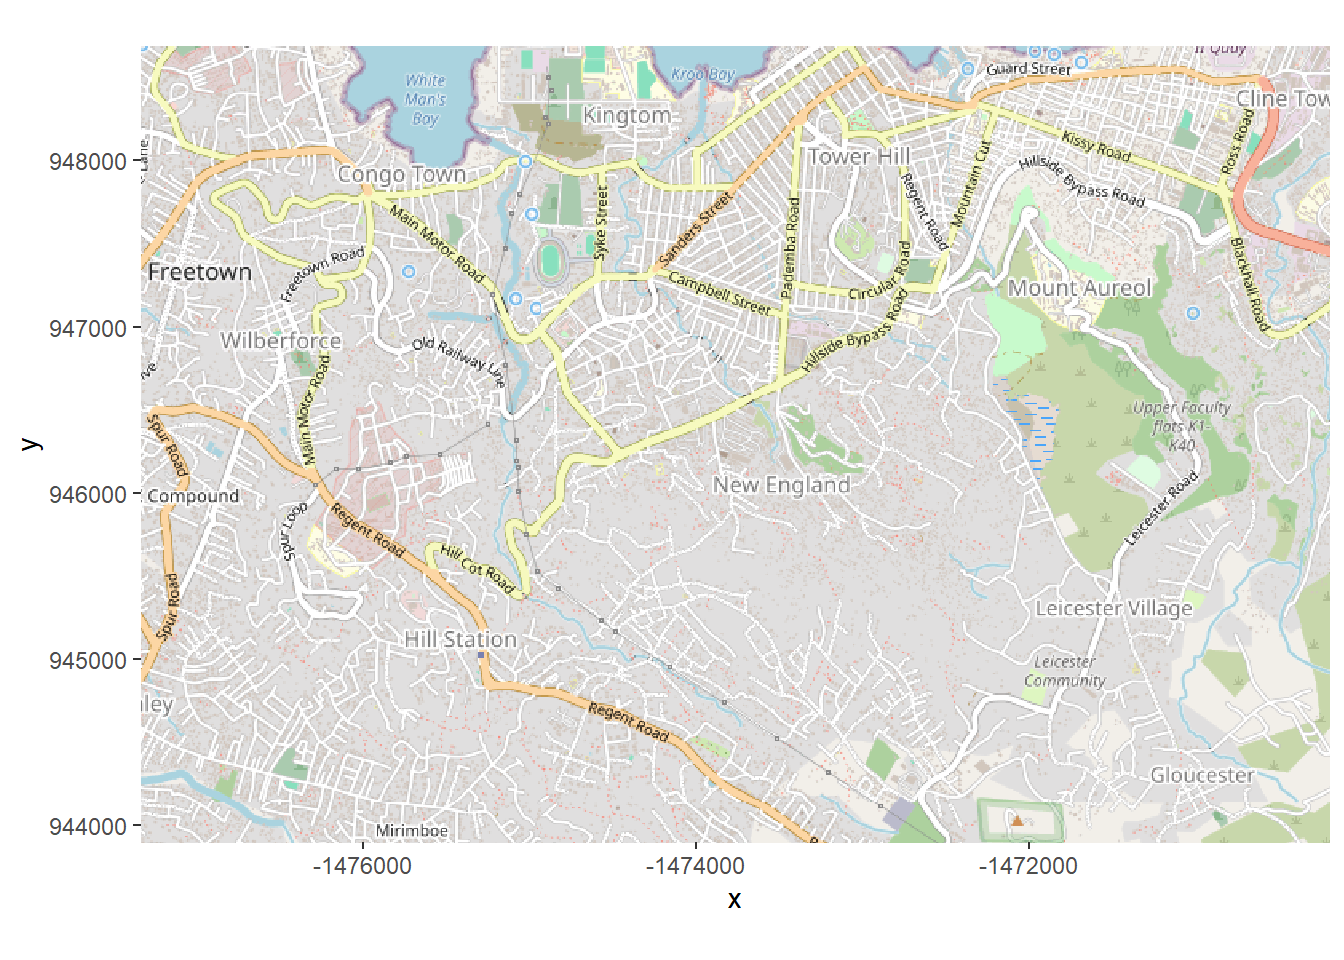 Kroo Bay
II Quay
Guard Street
White
Man's
Bay
Kingtom
Cline Tow
948000
Lane
Congo Town
Tower Hill
Kissy Road
Ross Road
Hillside Bypass Road
Mountain Cut
Regent Road
Main Motor Road
Syke Street
Sanders Street
Pademba Road
Freetown
Freetown Road
Campbell Street
Circular Road
Mount Aureol
Blackhall Road
947000
Wilberforce
Old Railway Line
Hillside Bypass Road
Main Motor Road
Upper Faculty
flats K1-
K40
y
Spur Road
946000
Compound
New England
Leicester Road
Spur Loop
Regent Road
Hill Cot Road
Spur Road
Leicester Village
Hill Station
945000
Leicester
Community
ley
Regent Road
Gloucester
944000
Mirimboe
-1476000
-1474000
-1472000
x